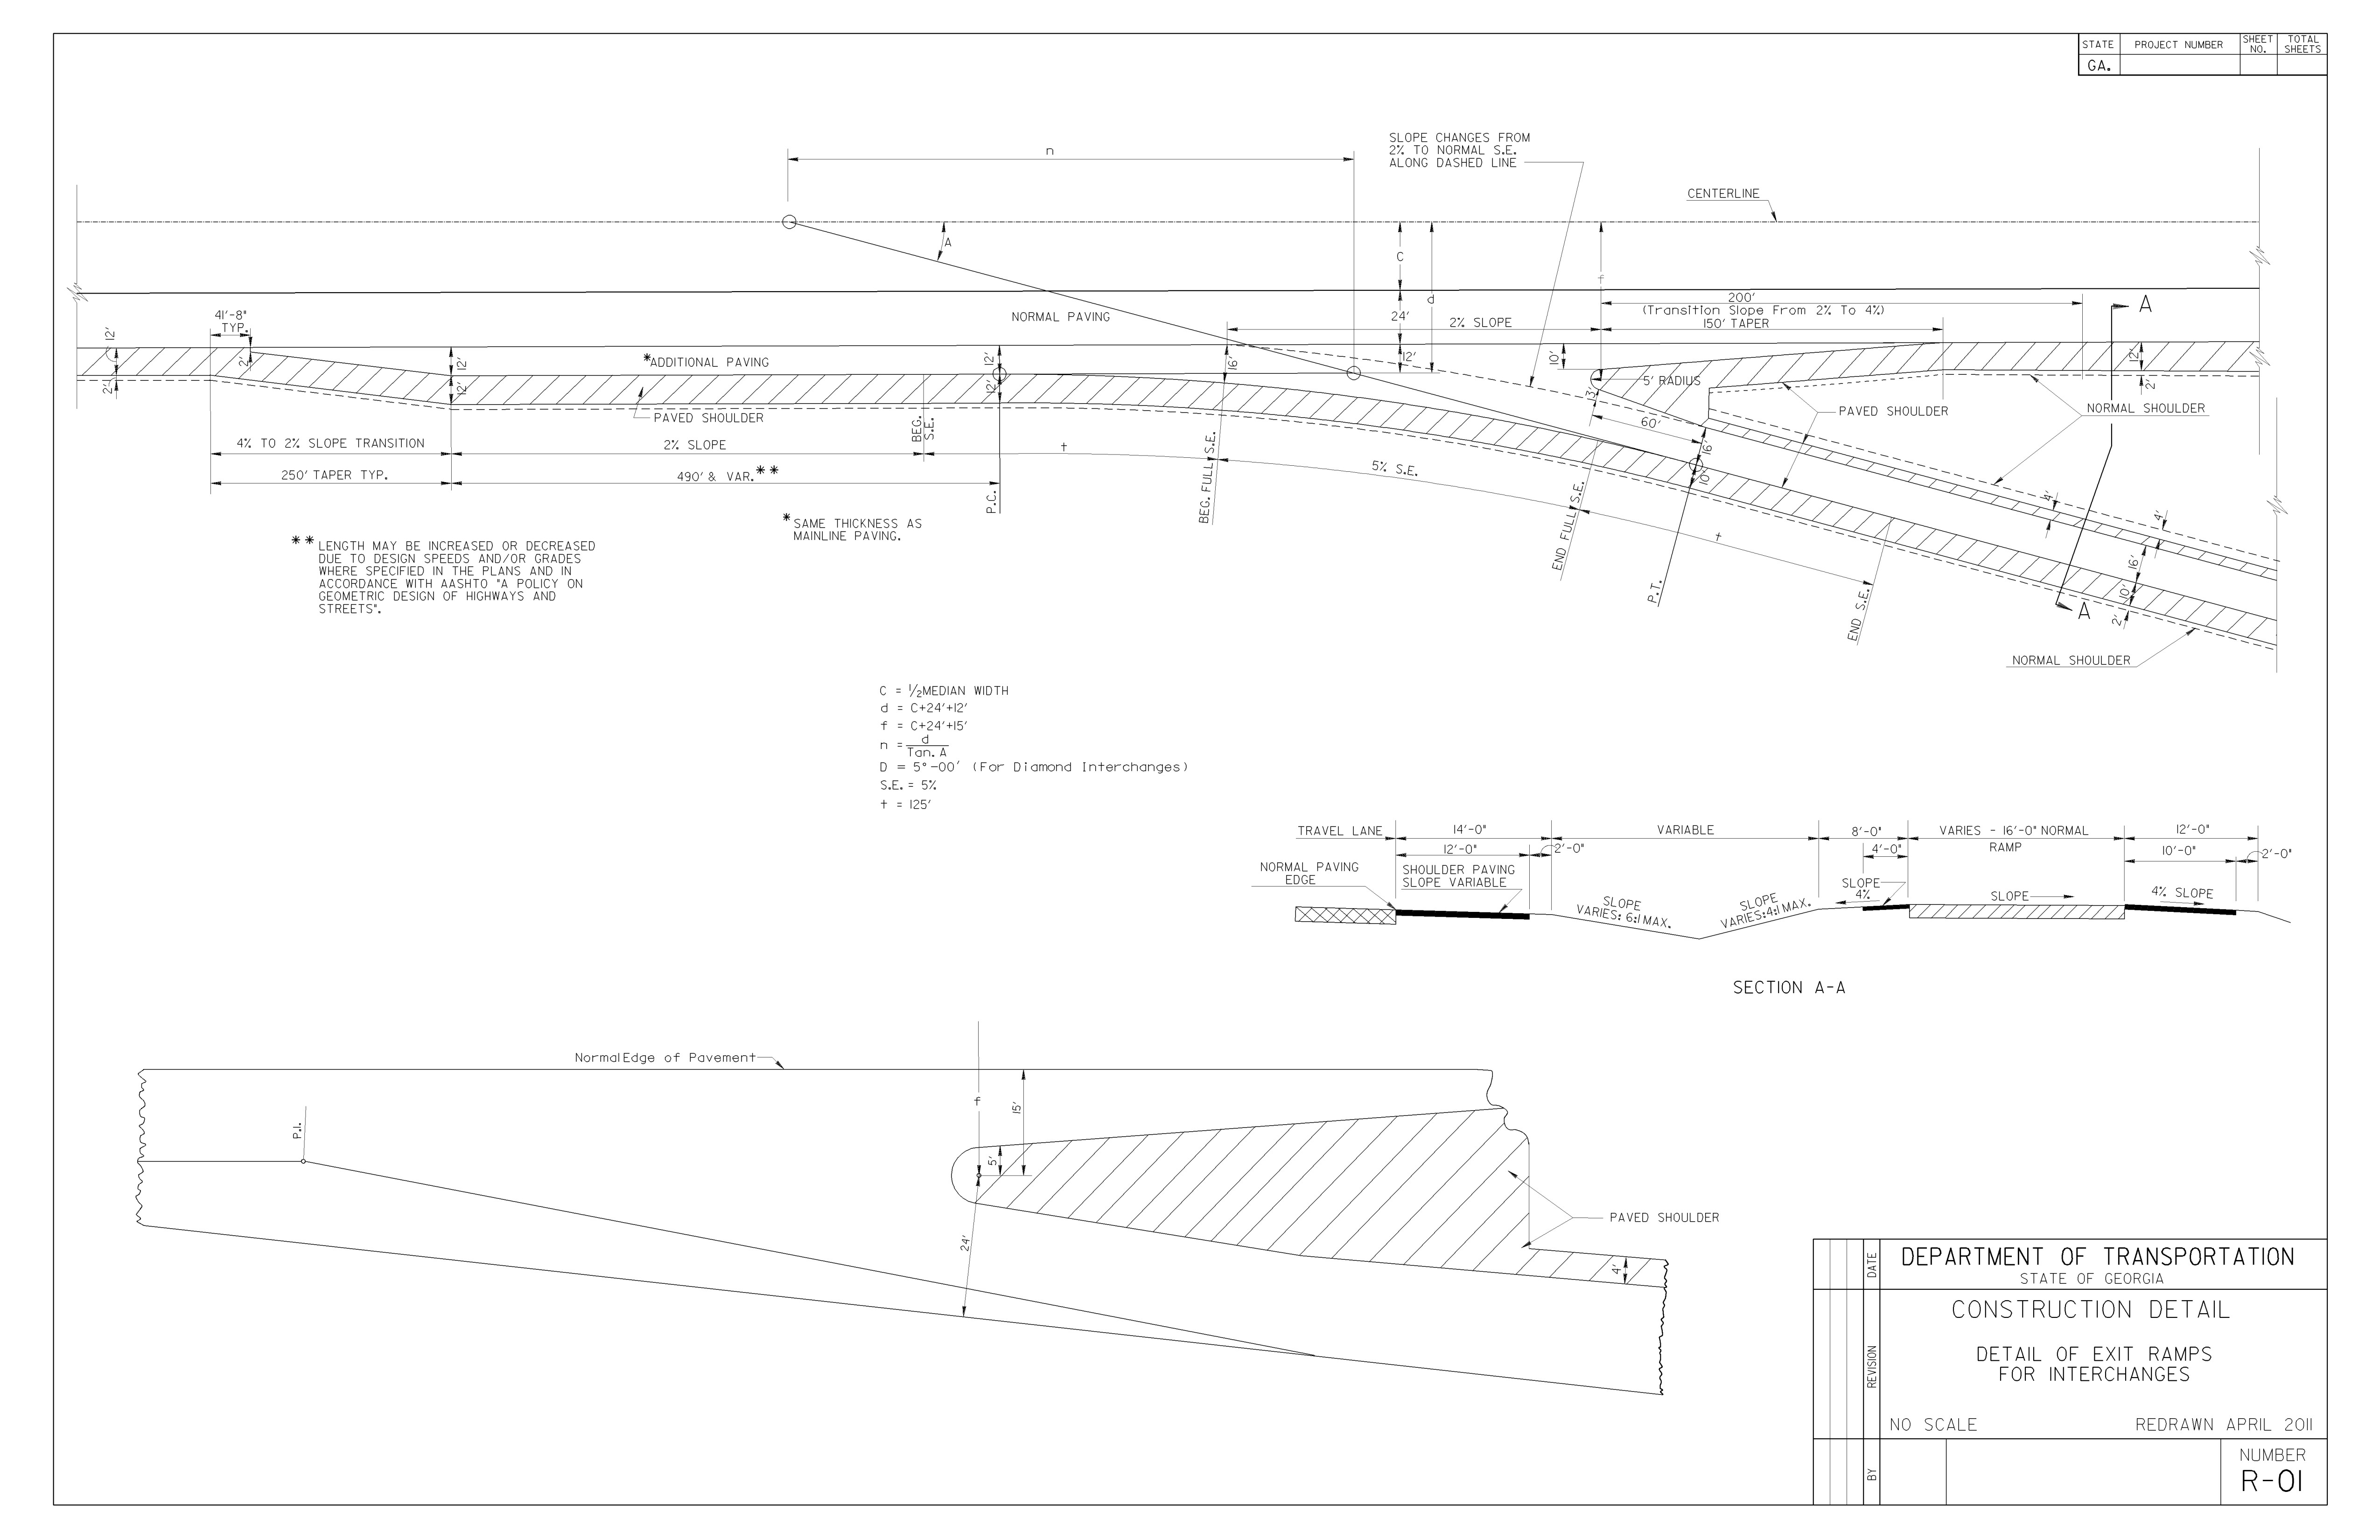 STATE
PROJECT NUMBER
SHEET NO.
TOTAL SHEETS
GA.
SLOPE CHANGES FROM
2% TO NORMAL S.E.
ALONG DASHED LINE
n
CENTERLINE
A
C
d
f
24'
NORMAL PAVING
200'
(Transition Slope From 2% To 4%)
2% SLOPE
150' TAPER
A
41'-8"
TYP.
12'
2'
2'
12'
12'
*ADDITIONAL PAVING
12'
12'
16'
12'
10'
5' RADIUS
3'
12'
2'
PAVED SHOULDER
BEG. S.E.
PAVED SHOULDER
NORMAL SHOULDER
60'
16'
10'
4% TO 2% SLOPE TRANSITION
2% SLOPE
t
5% S.E.
250' TAPER TYP.
490' & VAR.**
P.C.
BEG. FULL S.E.
END FULL S.E.
t
P.T.
END S.E.
4'
4'
16'
10'
2'
A
NORMAL SHOULDER
* SAME THICKNESS AS
MAINLINE PAVING.
** LENGTH MAY BE INCREASED OR DECREASED
DUE TO DESIGN SPEEDS AND/OR GRADES
WHERE SPECIFIED IN THE PLANS AND IN
ACCORDANCE WITH AASHTO "A POLICY ON
GEOMETRIC DESIGN OF HIGHWAYS AND
STREETS".
C = 1/2MEDIAN WIDTH
d = C+24'+12'
f = C+24'+15'
n = d
Tan. A
D = 5°-00' (For Diamond Interchanges)
S.E. = 5%
t = 125'
TRAVEL LANE
14'-0"
VARIABLE
8'-0"
VARIES - 16'-0" NORMAL
RAMP
12'-0"
12'-0"
2'-0"
4'-0"
10'-0"
2'-0"
NORMAL PAVING
EDGE
SHOULDER PAVING
SLOPE VARIABLE
SLOPE
VARIES: 6:1 MAX.
SLOPE
VARIES:4:1 MAX.
SLOPE
4%
SLOPE
4% SLOPE
SECTION A-A
Normal Edge of Pavement
P.I.
f
15'
5'
24'
4'
PAVED SHOULDER
DATE
REVISION
BY
DEPARTMENT OF TRANSPORTATION
STATE OF GEORGIA
CONSTRUCTION DETAIL
DETAIL OF EXIT RAMPS
FOR INTERCHANGES
NO SCALE
REDRAWN APRIL 2011
NUMBER
R-01